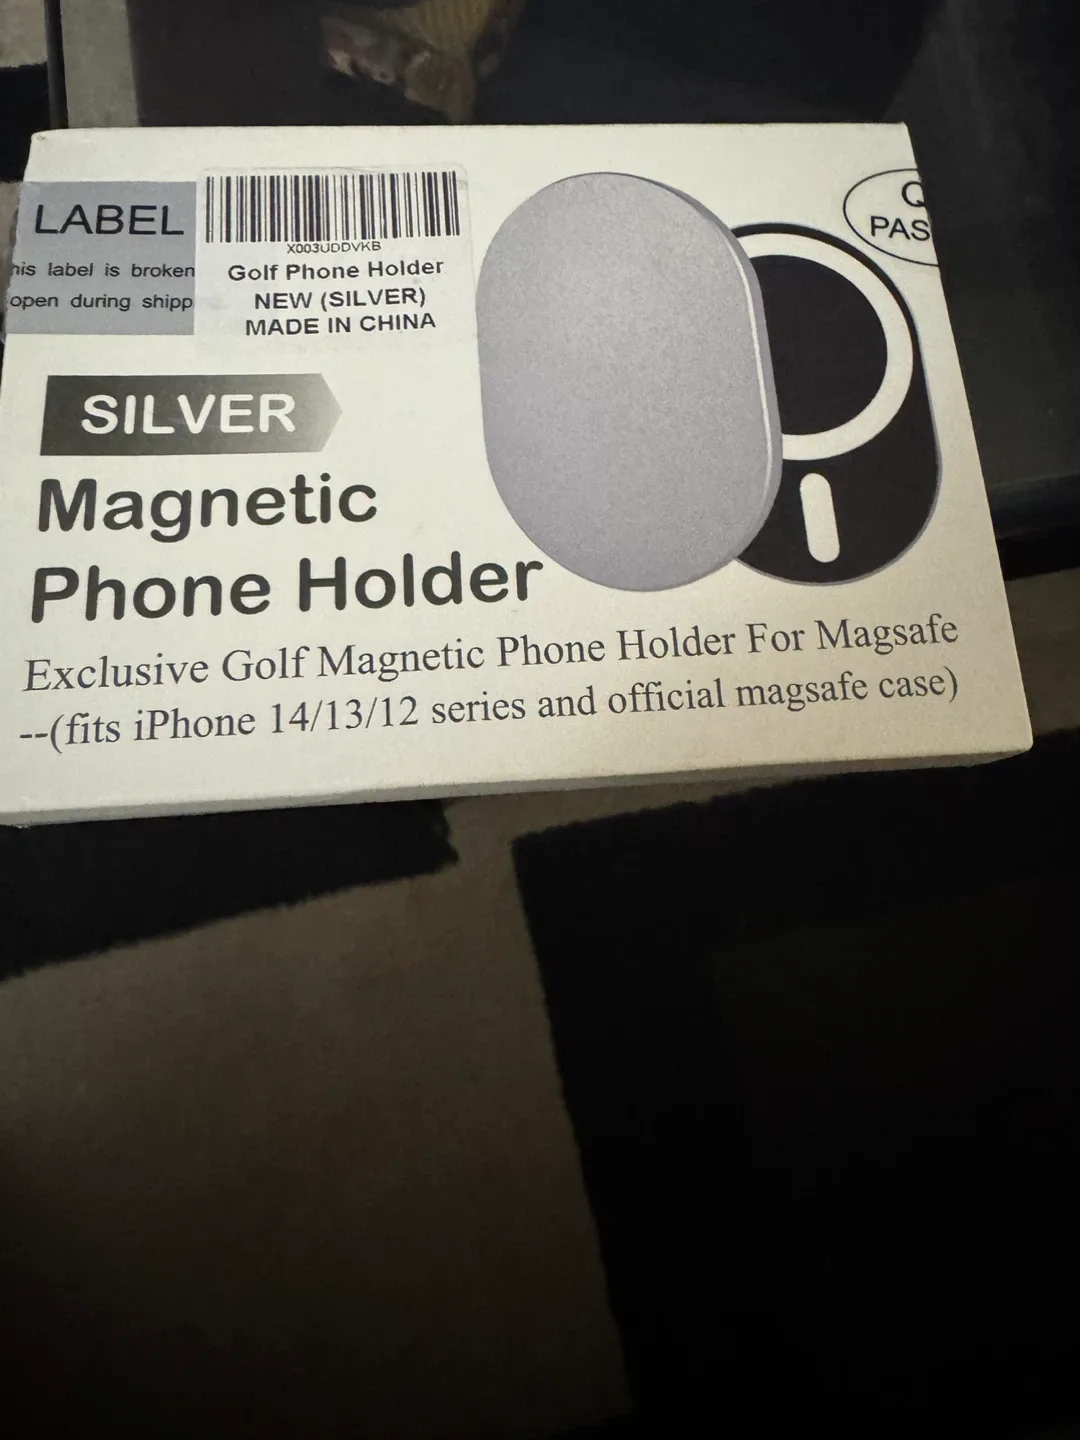 LABEL
his label is broken
open during shipp
X003UDDVKB
Golf Phone Holder
NEW (SILVER)
MADE IN CHINA
Q
PAS
SILVER
Magnetic
Phone Holder
Exclusive Golf Magnetic Phone Holder For Magsafe
--(fits iPhone 14/13/12 series and official magsafe case)